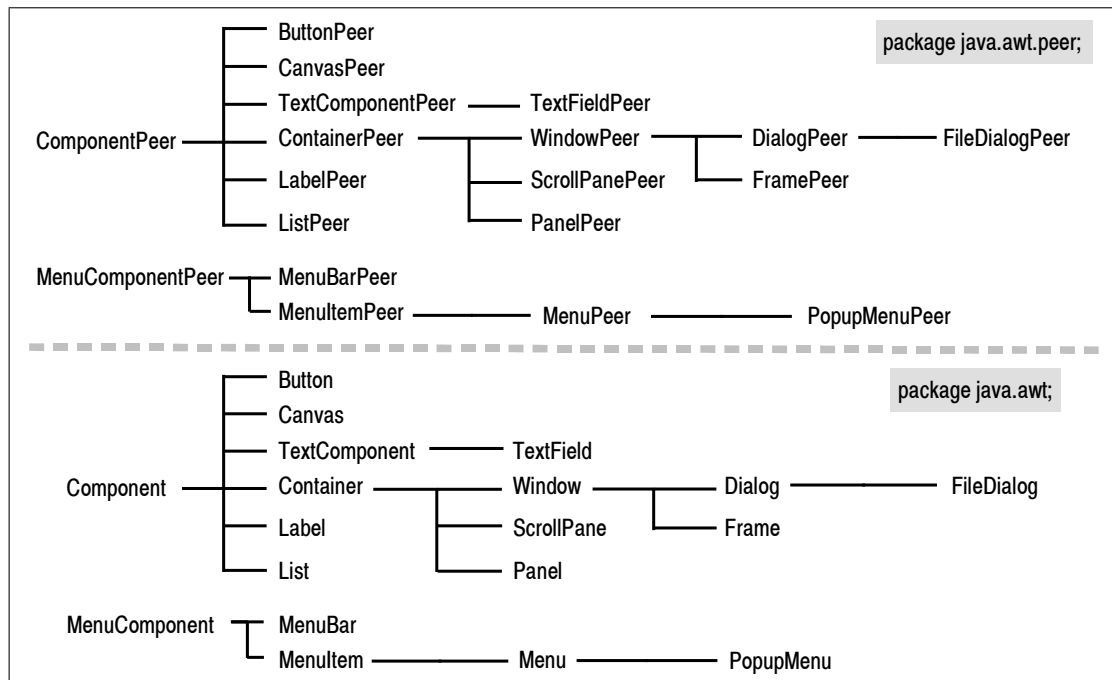 ButtonPeer
package java.awt.peer;
CanvasPeer
TextComponentPeer TextFieldPeer
ComponentPeer ContainerPeer WindowPeer DialogPeer FileDialogPeer
LabelPeer ScrollPanePeer FramePeer
ListPeer PanelPeer
MenuComponentPeer MenuBarPeer
MenuItemPeer MenuPeer PopupMenuPeer
Button
package java.awt;
Canvas
TextComponent TextField
Component Container Window Dialog FileDialog
Label ScrollPane Frame
List Panel
MenuComponent MenuBar
MenuItem Menu PopupMenu